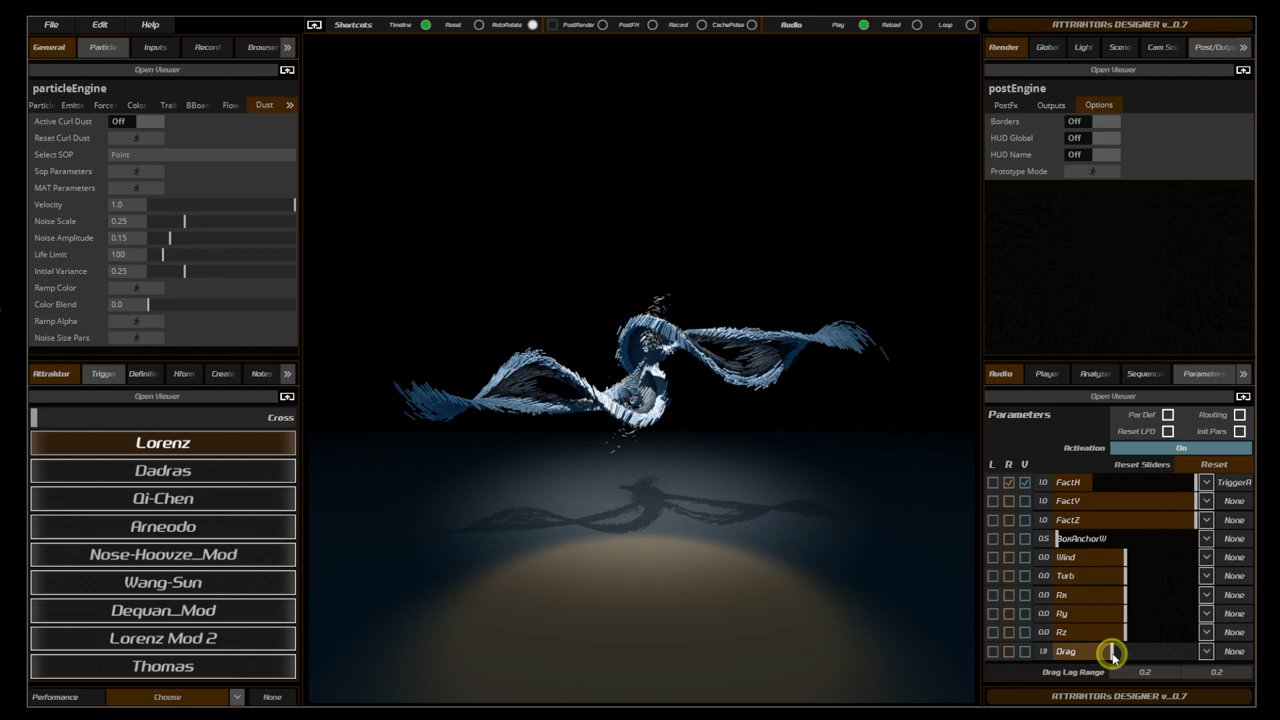 File Edit Help
Shortcuts Timeline Reset AutoRotate PostRender PostFX Record CachePulse Audio Play Reload Loop
ATTRAKTORs DESIGNER v_0.7
General Particle Inputs Record Browser »
Open Viewer
particleEngine
Particle Emitte Forces Color Trail BBoar Flow Dust »
Active Curl Dust Off
Reset Curl Dust
Select SOP Point
Sop Parameters
MAT Parameters
Velocity 1.0
Noise Scale 0.25
Noise Amplitude 0.15
Life Limit 100
Initial Variance 0.25
Ramp Color
Color Blend 0.0
Ramp Alpha
Noise Size Pars
Attraktor Trigger Definiti Xform Create Notes »
Open Viewer
Cross
Lorenz
Dadras
Qi-Chen
Arneodo
Nose-Hoovze_Mod
Wang-Sun
Dequan_Mod
Lorenz Mod 2
Thomas
Performance Choose None
Render Global Light Scene Cam Seq Post/Outpu »
Open Viewer
postEngine
PostFx Outputs Options
Borders Off
HUD Global Off
HUD Name Off
Prototype Mode
Audio Player Analyzer Sequence Parameters »
Open Viewer
Parameters Par Def Routing
Reset LFO Init Pars
Activation On
L R V Reset Sliders Reset
1.0 FactX TriggerA
1.0 FactY None
1.0 FactZ None
0.5 BoxAnchorW None
0.0 Wind None
0.0 Turb None
0.0 Rx None
0.0 Ry None
0.0 Rz None
1.11 Drag None
Drag Lag Range 0.2 0.2
ATTRAKTORs DESIGNER v_0.7